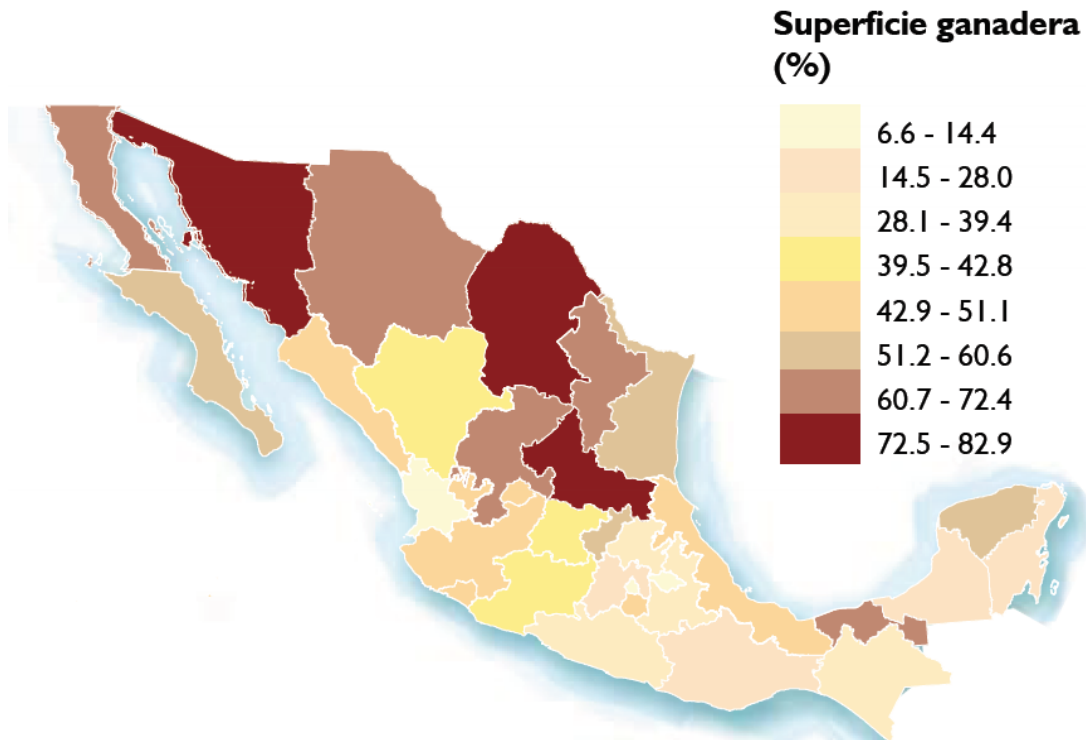 Superficie ganadera
(%)
6.6 - 14.4
14.5 - 28.0
28.1 - 39.4
39.5 - 42.8
42.9 - 51.1
51.2 - 60.6
60.7 - 72.4
72.5 - 82.9